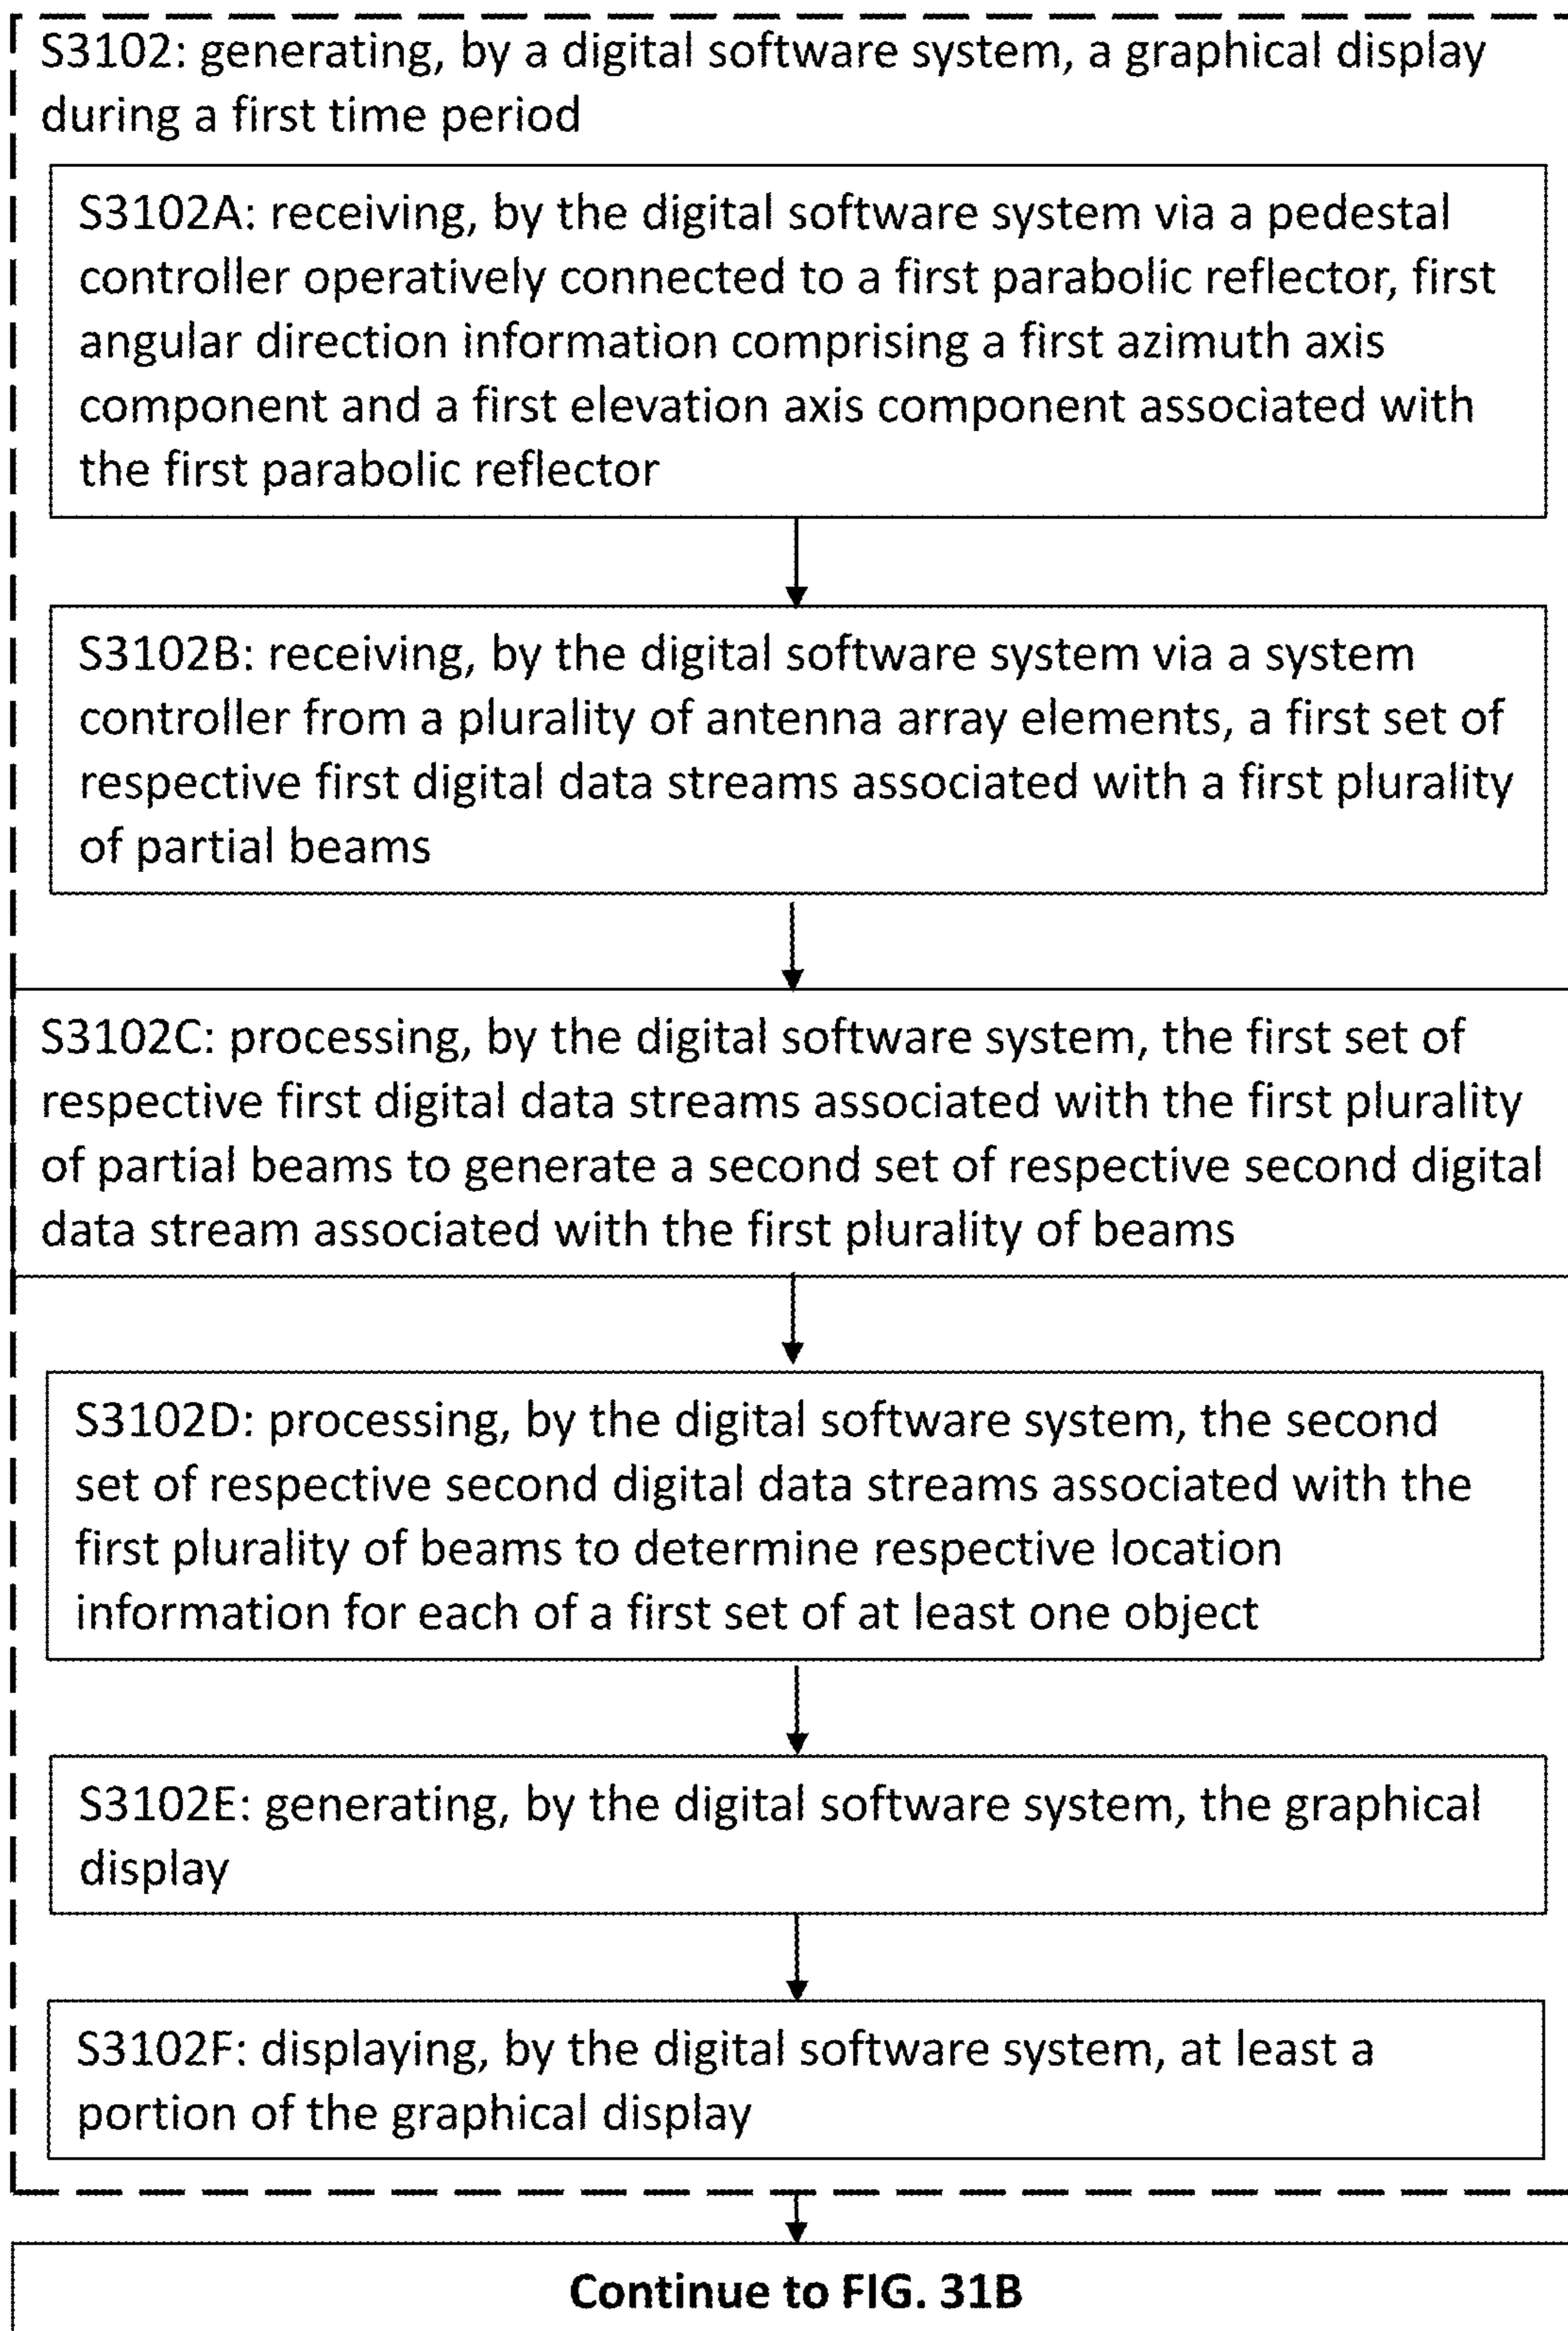 S3102: generating, by a digital software system, a graphical display
during a first time period
S3102A: receiving, by the digital software system via a pedestal
controller operatively connected to a first parabolic reflector, first
angular direction information comprising a first azimuth axis
component and a first elevation axis component associated with
the first parabolic reflector
S3102B: receiving, by the digital software system via a system
controller from a plurality of antenna array elements, a first set of
respective first digital data streams associated with a first plurality
of partial beams
S3102C: processing, by the digital software system, the first set of
respective first digital data streams associated with the first plurality
of partial beams to generate a second set of respective second digital
data stream associated with the first plurality of beams
S3102D: processing, by the digital software system, the second
set of respective second digital data streams associated with the
first plurality of beams to determine respective location
information for each of a first set of at least one object
S3102E: generating, by the digital software system, the graphical
display
S3102F: displaying, by the digital software system, at least a
portion of the graphical display
Continue to FIG. 31B